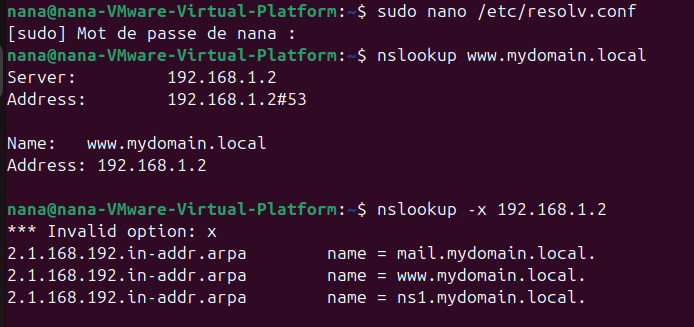 nana@nana-VMware-Virtual-Platform:~$ sudo nano /etc/resolv.conf
[sudo] Mot de passe de nana :
nana@nana-VMware-Virtual-Platform:~$ nslookup www.mydomain.local
Server:         192.168.1.2
Address:        192.168.1.2#53

Name:   www.mydomain.local
Address: 192.168.1.2

nana@nana-VMware-Virtual-Platform:~$ nslookup -x 192.168.1.2
*** Invalid option: x
2.1.168.192.in-addr.arpa        name = mail.mydomain.local.
2.1.168.192.in-addr.arpa        name = www.mydomain.local.
2.1.168.192.in-addr.arpa        name = ns1.mydomain.local.